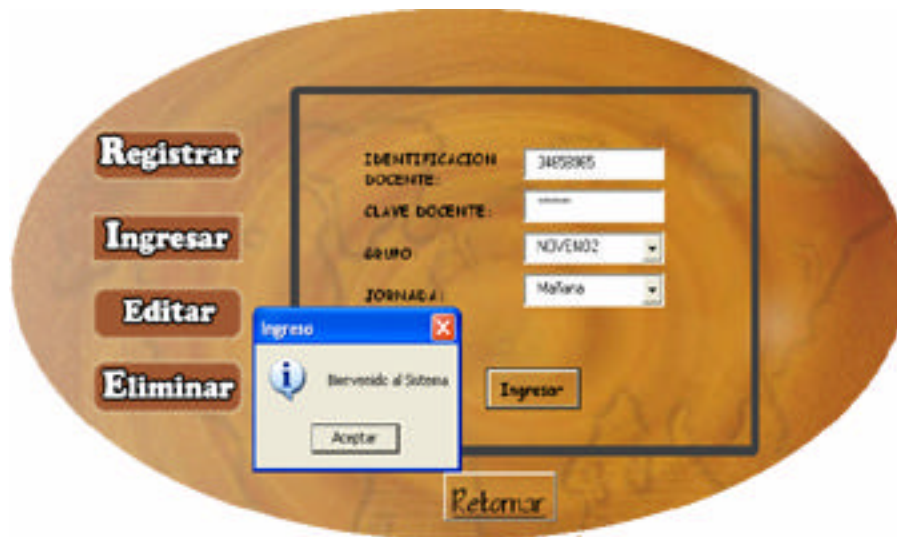 Registrar
Ingresar
Editar
Eliminar
IDENTIFICACION
DOCENTE:
34658965
CLAVE DOCENTE:
GRUPO
NOVENO2
JORNADA:
Mañana
Ingreso
Bienvenido al Sistema
Aceptar
Ingresar
Retornar